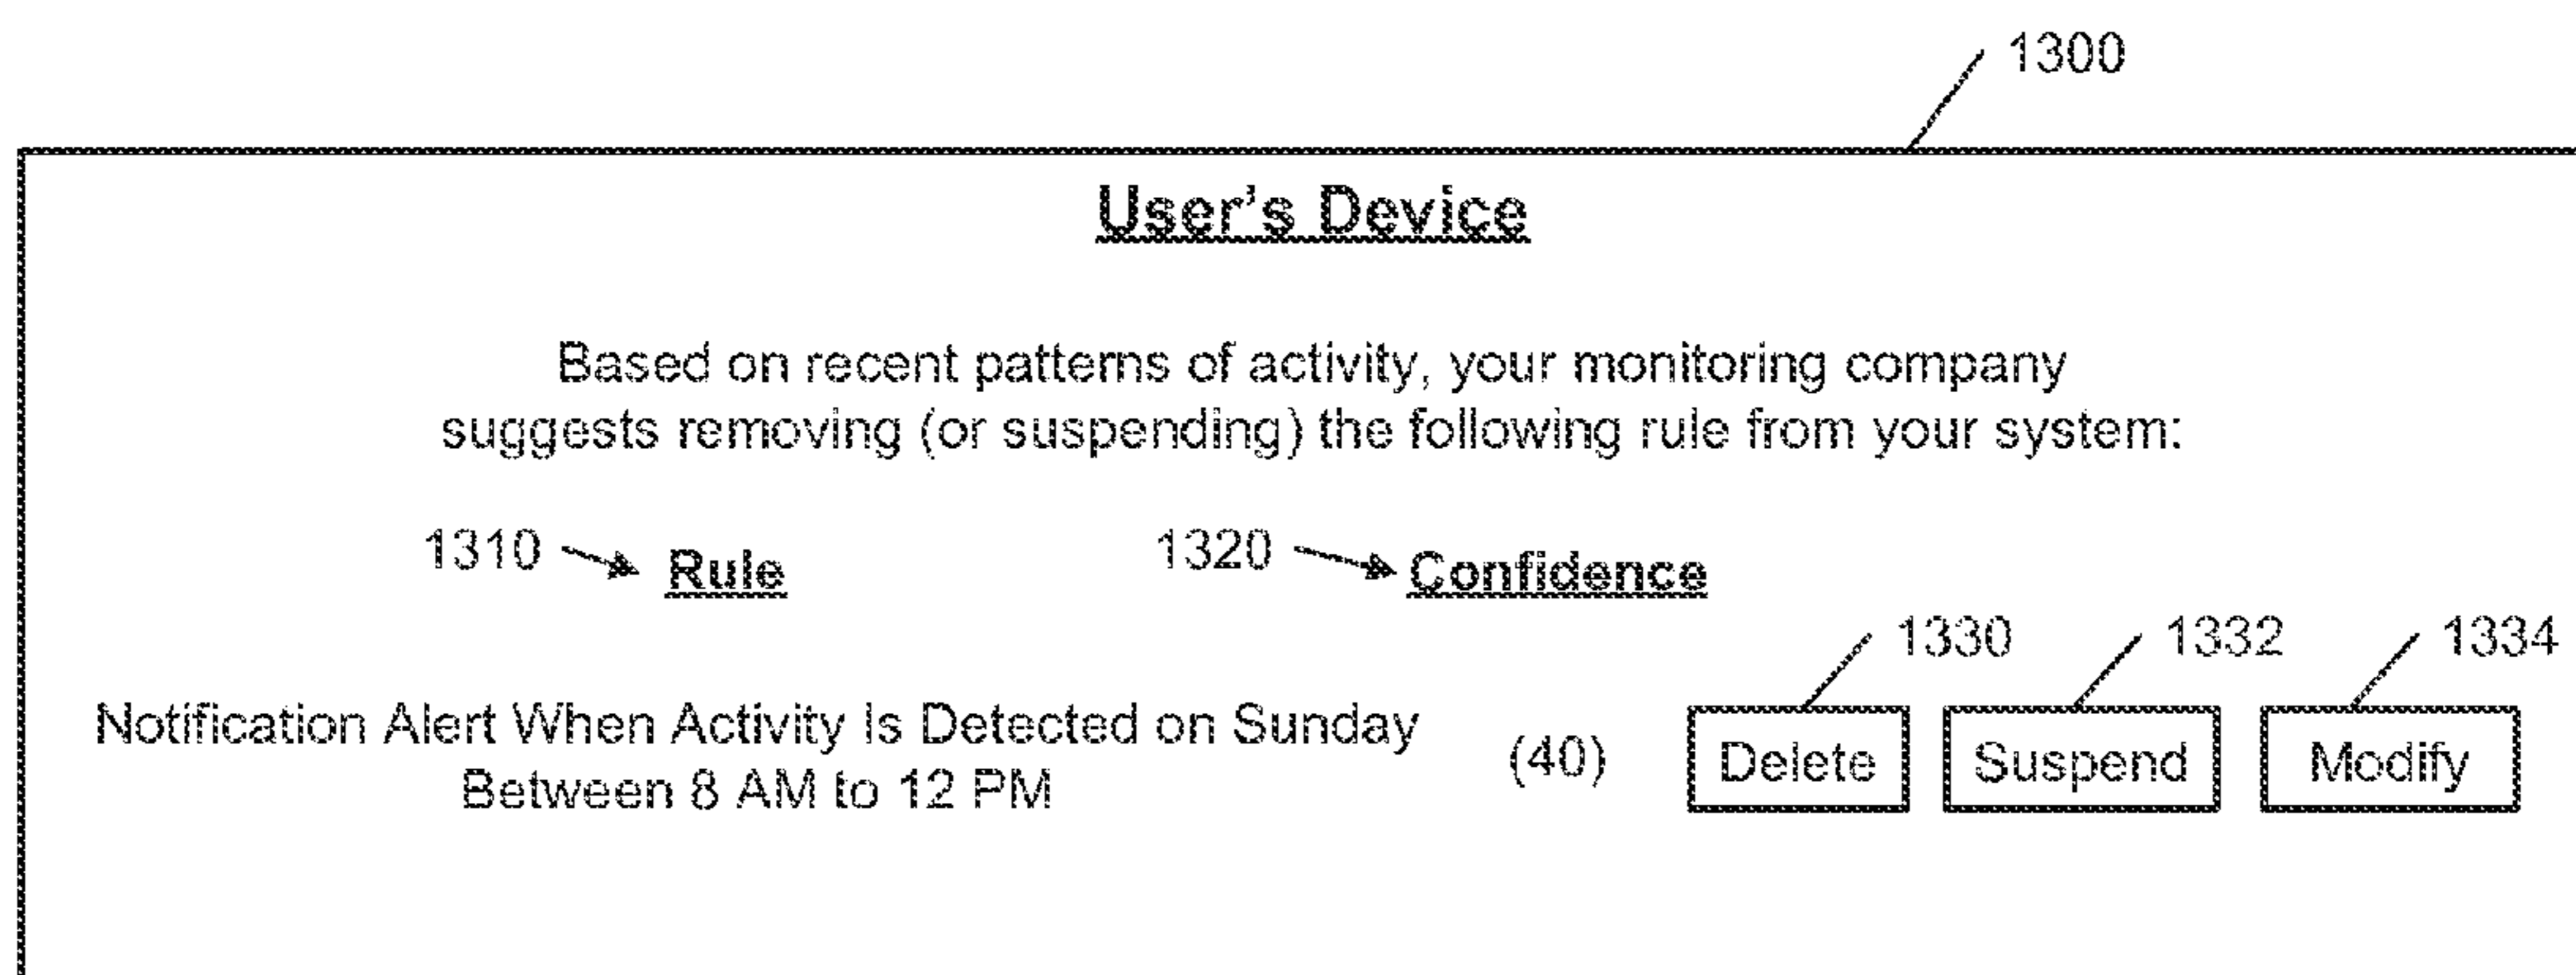 1300
User's Device
Based on recent patterns of activity, your monitoring company
suggests removing (or suspending) the following rule from your system:
1310 Rule 1320 Confidence
1330 1332 1334
Notification Alert When Activity Is Detected on Sunday
Between 8 AM to 12 PM
(40) Delete Suspend Modify